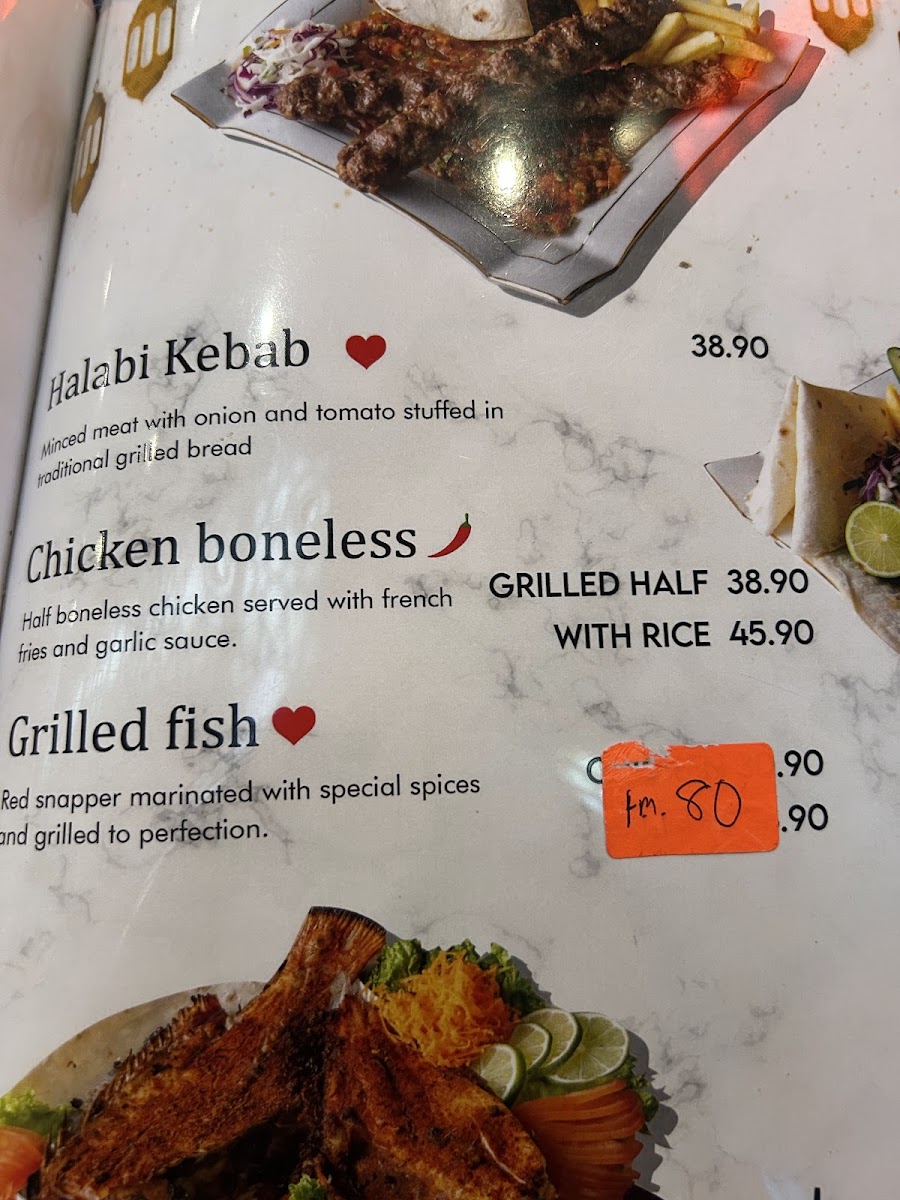 Halabi Kebab
38.90
Minced meat with onion and tomato stuffed in
traditional grilled bread
Chicken boneless
GRILLED HALF 38.90
WITH RICE 45.90
Half boneless chicken served with french
fries and garlic sauce.
Grilled fish
.90
80
.90
Red snapper marinated with special spices
and grilled to perfection.